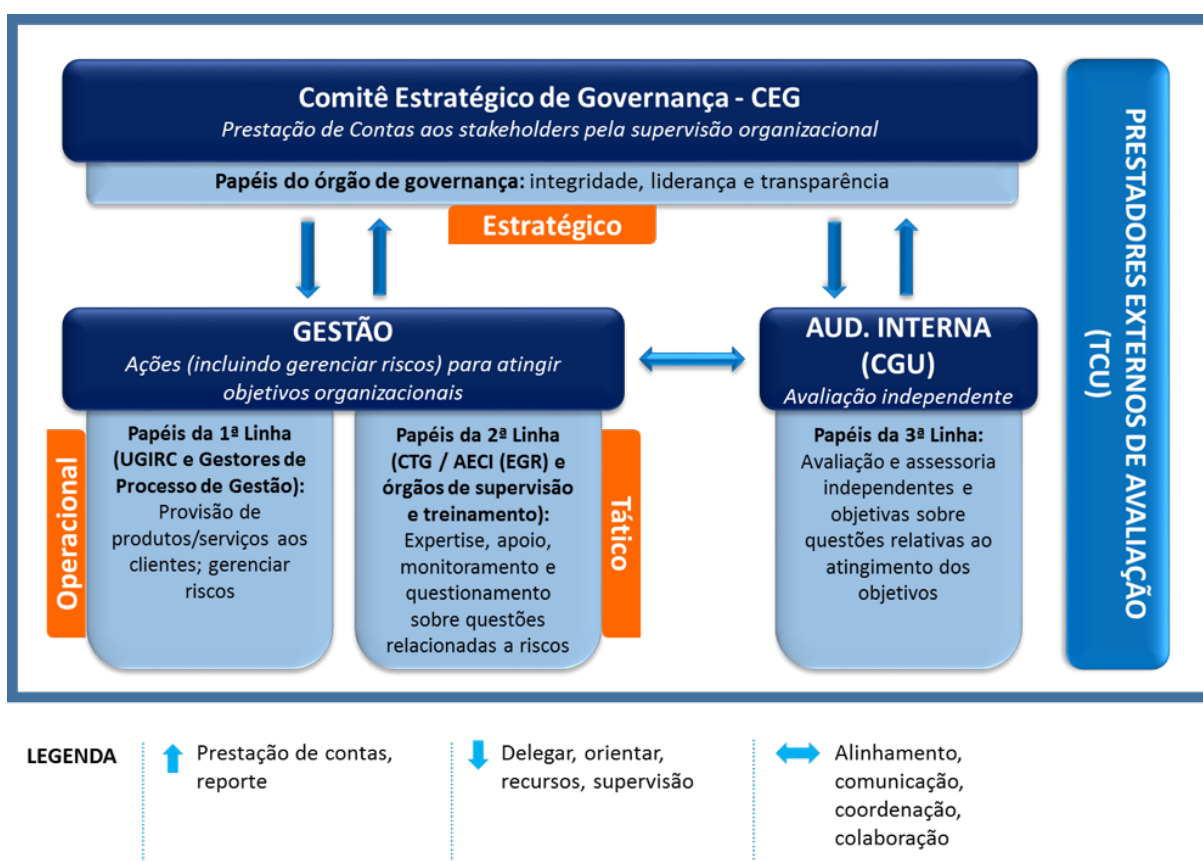 Comitê Estratégico de Governança - CEG
Prestação de Contas aos stakeholders pela supervisão organizacional
Papéis do órgão de governança: integridade, liderança e transparência
Estratégico
GESTÃO
Ações (incluindo gerenciar riscos) para atingir
objetivos organizacionais
Operacional
Papéis da 1ª Linha
(UGIRC e Gestores de
Processo de Gestão):
Provisão de
produtos/serviços aos
clientes; gerenciar
riscos
Papéis da 2ª Linha
(CTG / AECI (EGR) e
órgãos de supervisão
e treinamento):
Expertise, apoio,
monitoramento e
questionamento
sobre questões
relacionadas a riscos
Tático
AUD. INTERNA
(CGU)
Avaliação independente
Papéis da 3ª Linha:
Avaliação e assessoria
independentes e
objetivas sobre
questões relativas ao
atingimento dos
objetivos
PRESTADORES EXTERNOS DE AVALIAÇÃO
(TCU)
LEGENDA
Prestação de contas,
reporte
Delegar, orientar,
recursos, supervisão
Alinhamento,
comunicação,
coordenação,
colaboração